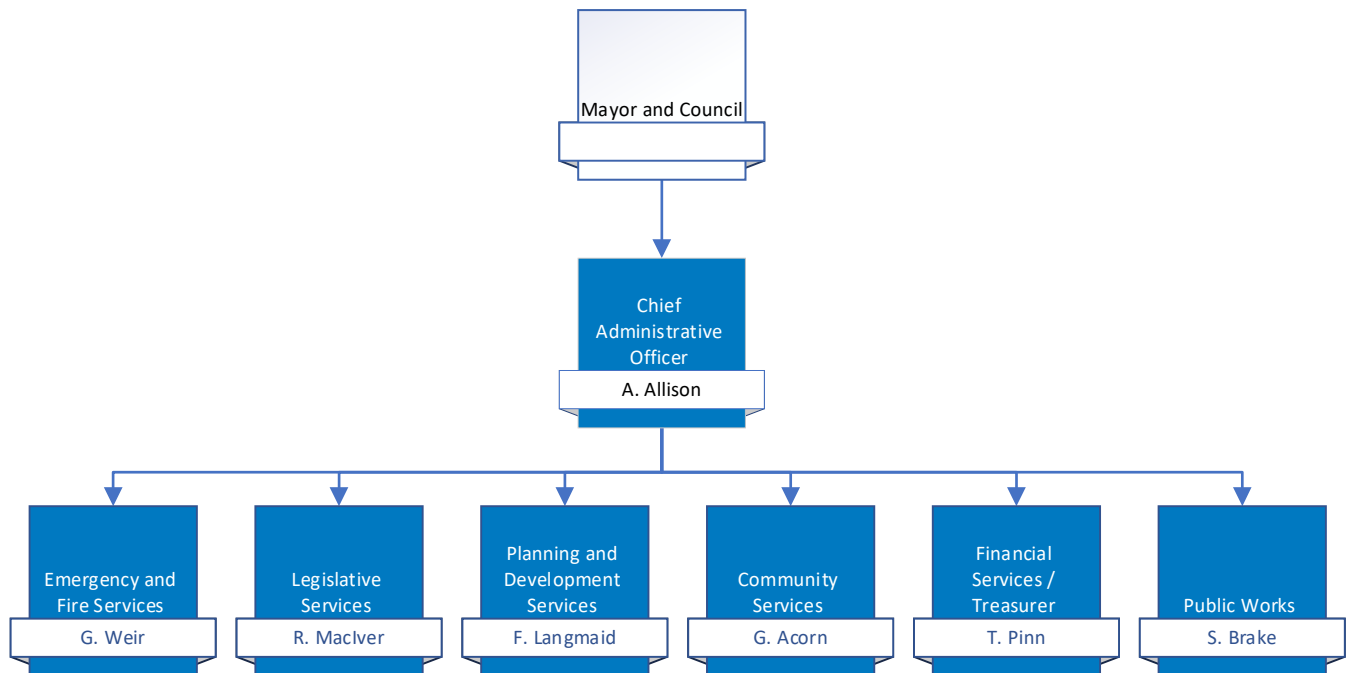 Mayor and Council
Chief
Administrative
Officer
A. Allison
Emergency and
Fire Services
G. Weir
Legislative
Services
R. MacIver
Planning and
Development
Services
F. Langmaid
Community
Services
G. Acorn
Financial
Services /
Treasurer
T. Pinn
Public Works
S. Brake